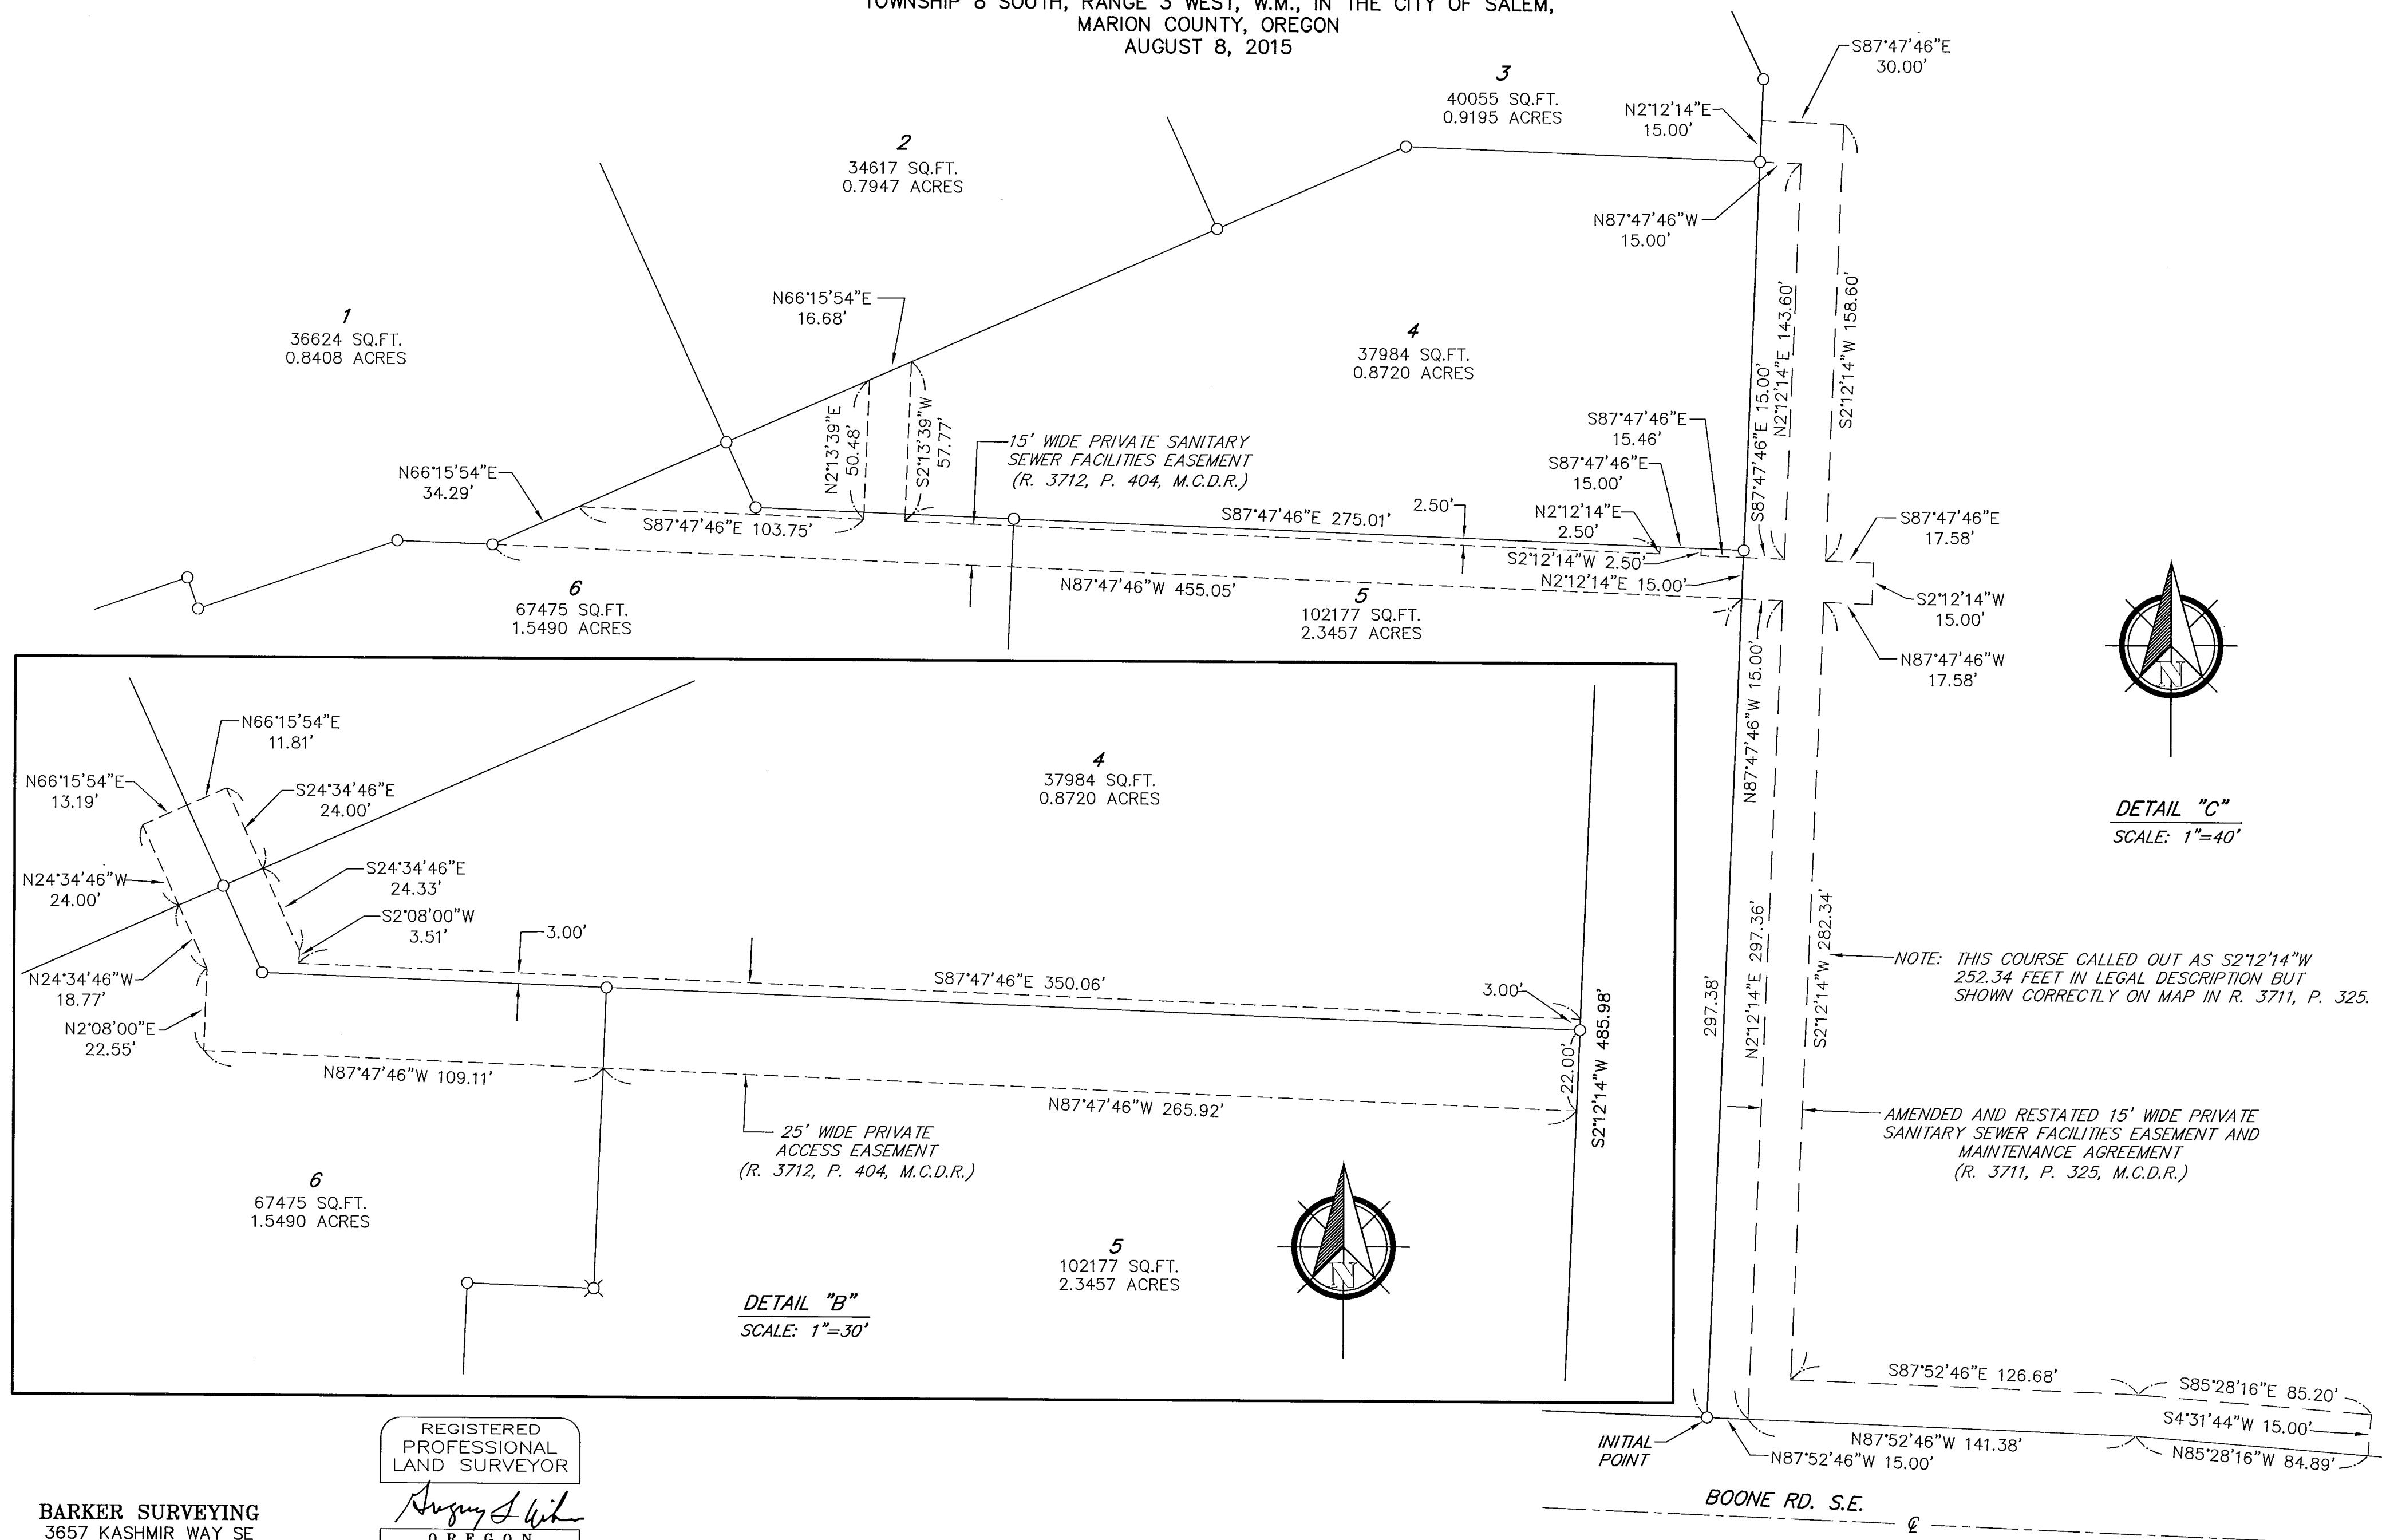 TOWNSHIP 8 SOUTH, RANGE 3 WEST, W.M., IN THE CITY OF SALEM,
MARION COUNTY, OREGON
AUGUST 8, 2015
S87°47'46"E
30.00'
3
40055 SQ.FT.
0.9195 ACRES
N2°12'14"E
15.00'
2
34617 SQ.FT.
0.7947 ACRES
N87°47'46"W
15.00'
N66°15'54"E
16.68'
1
36624 SQ.FT.
0.8408 ACRES
4
37984 SQ.FT.
0.8720 ACRES
S87°47'46"E 15.00'
N2°12'14"E 143.60'
S2°12'14"W 158.60'
N2°13'39"E
50.48'
S2°13'39"W
57.77'
15' WIDE PRIVATE SANITARY
SEWER FACILITIES EASEMENT
(R. 3712, P. 404, M.C.D.R.)
S87°47'46"E
15.46'
S87°47'46"E
15.00'
N66°15'54"E
34.29'
S87°47'46"E 103.75'
S87°47'46"E 275.01'
2.50'
N2°12'14"E
2.50'
S2°12'14"W 2.50'
N2°12'14"E 15.00'
S87°47'46"E
17.58'
N87°47'46"W 455.05'
6
67475 SQ.FT.
1.5490 ACRES
5
102177 SQ.FT.
2.3457 ACRES
S2°12'14"W
15.00'
N87°47'46"W
17.58'
N87°47'46"W 15.00'
N
DETAIL "C"
SCALE: 1"=40'
N66°15'54"E
11.81'
N66°15'54"E
13.19'
S24°34'46"E
24.00'
4
37984 SQ.FT.
0.8720 ACRES
N24°34'46"W
24.00'
S24°34'46"E
24.33'
S2°08'00"W
3.51'
3.00'
N24°34'46"W
18.77'
S87°47'46"E 350.06'
3.00'
N2°08'00"E
22.55'
N87°47'46"W 109.11'
N87°47'46"W 265.92'
22.00'
S2°12'14"W 485.98'
25' WIDE PRIVATE
ACCESS EASEMENT
(R. 3712, P. 404, M.C.D.R.)
6
67475 SQ.FT.
1.5490 ACRES
5
102177 SQ.FT.
2.3457 ACRES
N
DETAIL "B"
SCALE: 1"=30'
297.38'
N2°12'14"E 297.36'
S2°12'14"W 282.34'
NOTE: THIS COURSE CALLED OUT AS S2°12'14"W
252.34 FEET IN LEGAL DESCRIPTION BUT
SHOWN CORRECTLY ON MAP IN R. 3711, P. 325.
AMENDED AND RESTATED 15' WIDE PRIVATE
SANITARY SEWER FACILITIES EASEMENT AND
MAINTENANCE AGREEMENT
(R. 3711, P. 325, M.C.D.R.)
S87°52'46"E 126.68'
S85°28'16"E 85.20'
S4°31'44"W 15.00'
INITIAL
POINT
N87°52'46"W 141.38'
N87°52'46"W 15.00'
N85°28'16"W 84.89'
BOONE RD. S.E.
℄
REGISTERED
PROFESSIONAL
LAND SURVEYOR
OREGON
BARKER SURVEYING
3657 KASHMIR WAY SE